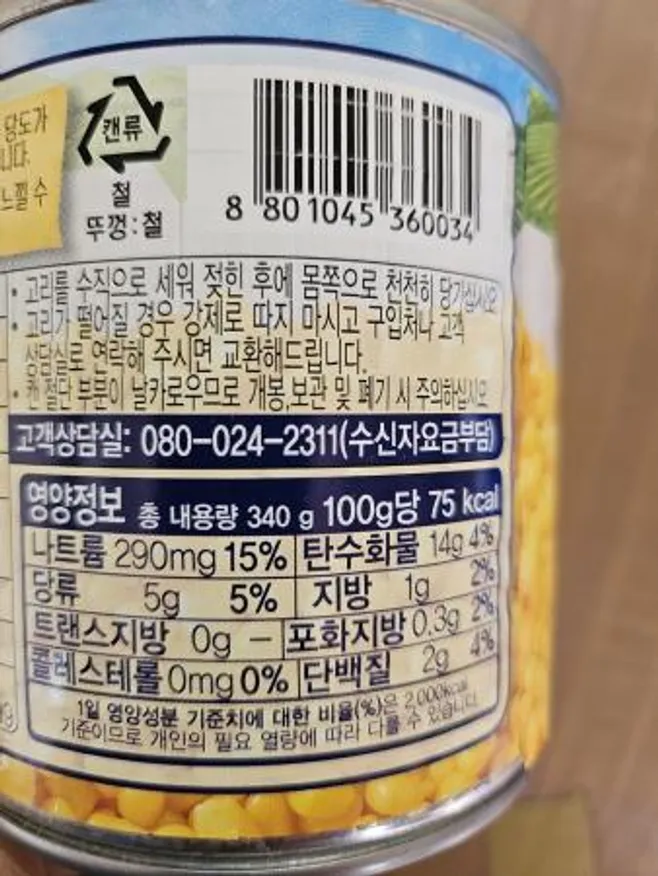 당도가
니다.
느낄 수
캔류
철
뚜껑:철
8 801045 360034
• 고리를 수직으로 세워 젖힌 후에 몸쪽으로 천천히 당기십시오
• 고리가 떨어질 경우 강제로 따지 마시고 구입처나 고객
상담실로 연락해 주시면 교환해드립니다.
• 캔 절단 부분이 날카로우므로 개봉,보관 및 폐기 시 주의하십시오
고객상담실: 080-024-2311(수신자요금부담)
영양정보 총 내용량 340 g 100g당 75 kcal
나트륨 290mg 15% 탄수화물 14g 4%
당류 5g 5% 지방 1g 2%
트랜스지방 0g – 포화지방 0.3g 2%
콜레스테롤 0mg 0% 단백질 2g 4%
1일 영양성분 기준치에 대한 비율(%)은 2,000kcal
기준이므로 개인의 필요 열량에 따라 다를 수 있습니다.